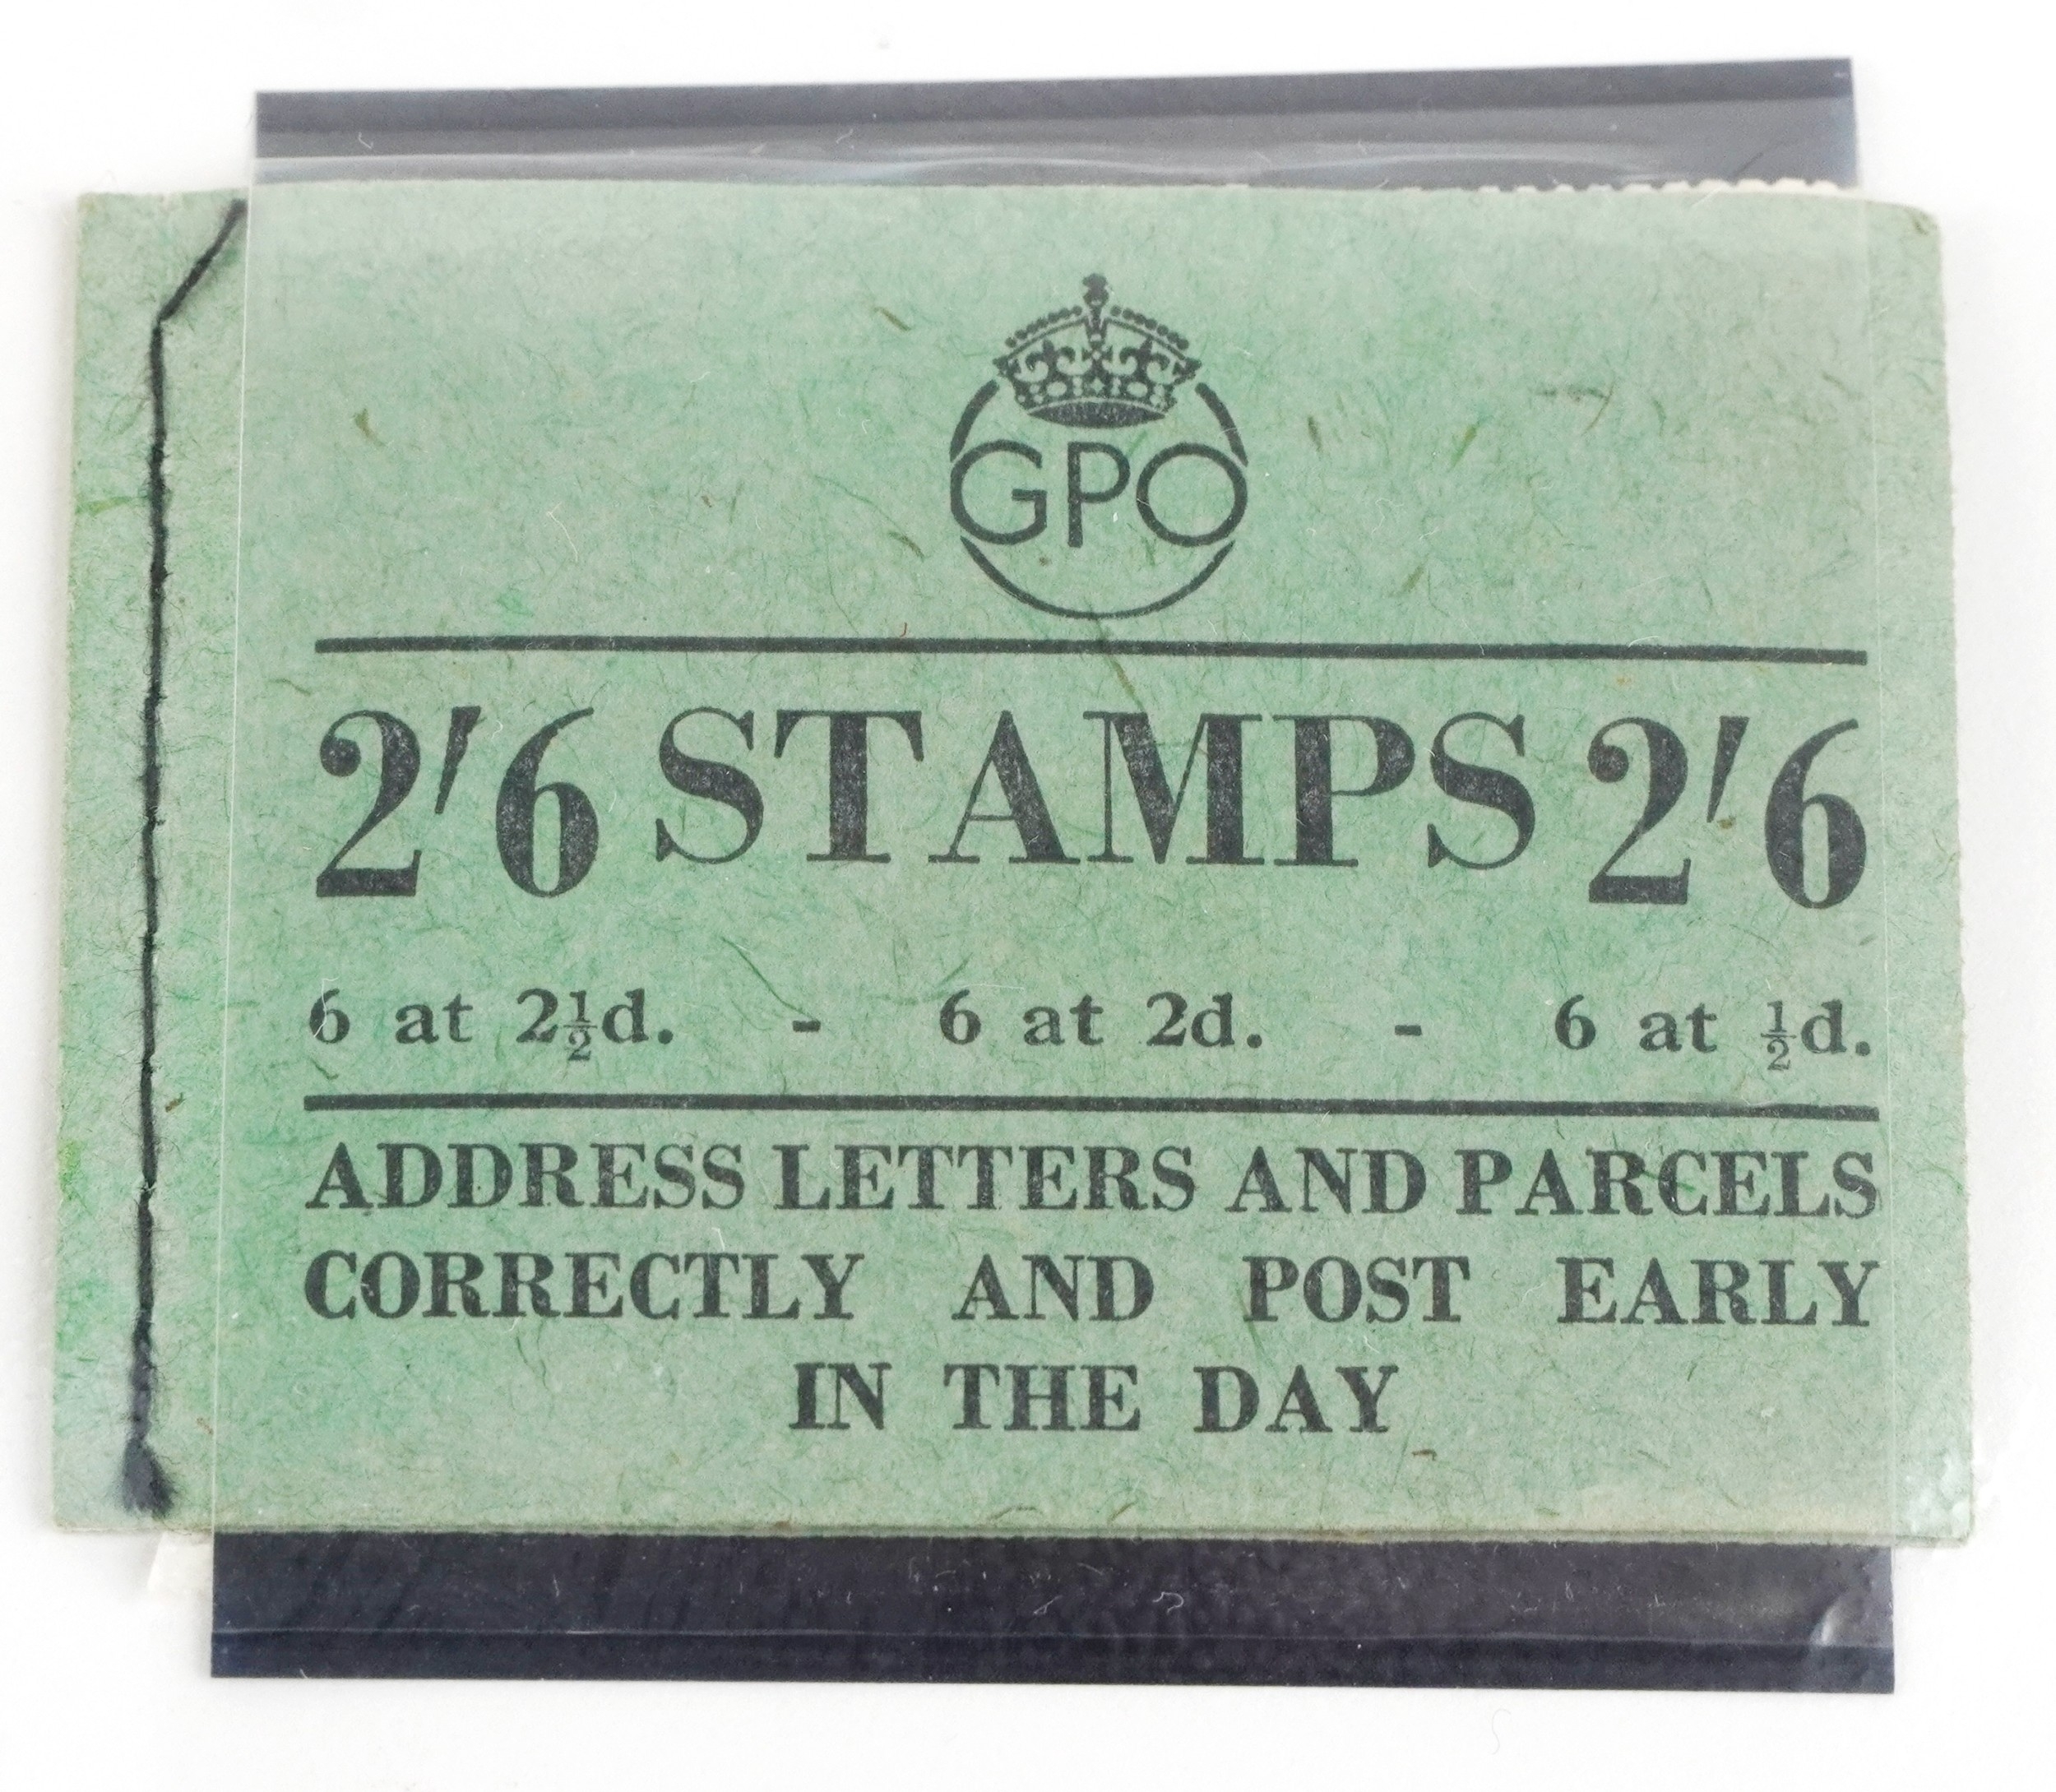 GPO
2'6 STAMPS 2'6
6 at 2½d. - 6 at 2d. - 6 at ½d.
ADDRESS LETTERS AND PARCELS
CORRECTLY AND POST EARLY
IN THE DAY